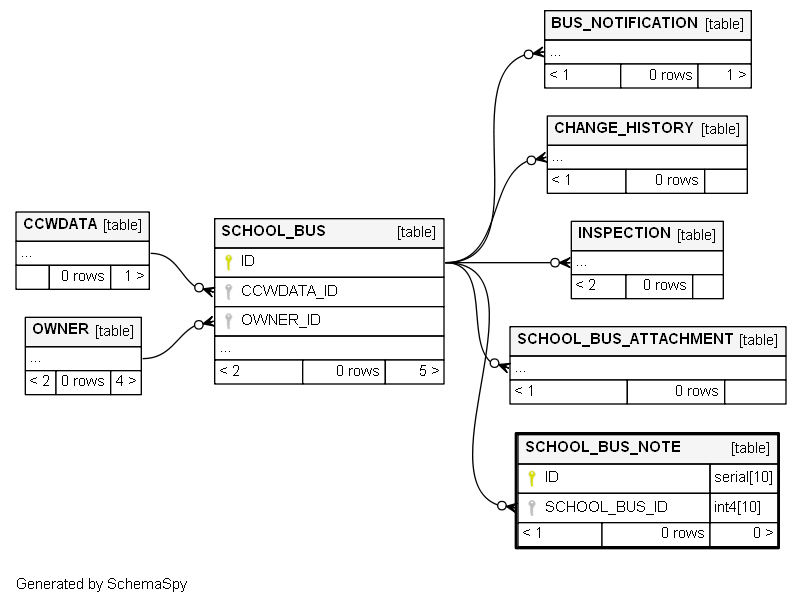 BUS_NOTIFICATION [table]
...
< 1 0 rows 1 >
CHANGE_HISTORY [table]
...
< 1 0 rows
CCWDATA [table]
...
0 rows 1 >
OWNER [table]
...
< 2 0 rows 4 >
SCHOOL_BUS [table]
ID
CCWDATA_ID
OWNER_ID
...
< 2 0 rows 5 >
INSPECTION [table]
...
< 2 0 rows
SCHOOL_BUS_ATTACHMENT [table]
...
< 1 0 rows
SCHOOL_BUS_NOTE [table]
ID serial[10]
SCHOOL_BUS_ID int4[10]
< 1 0 rows 0 >
Generated by SchemaSpy